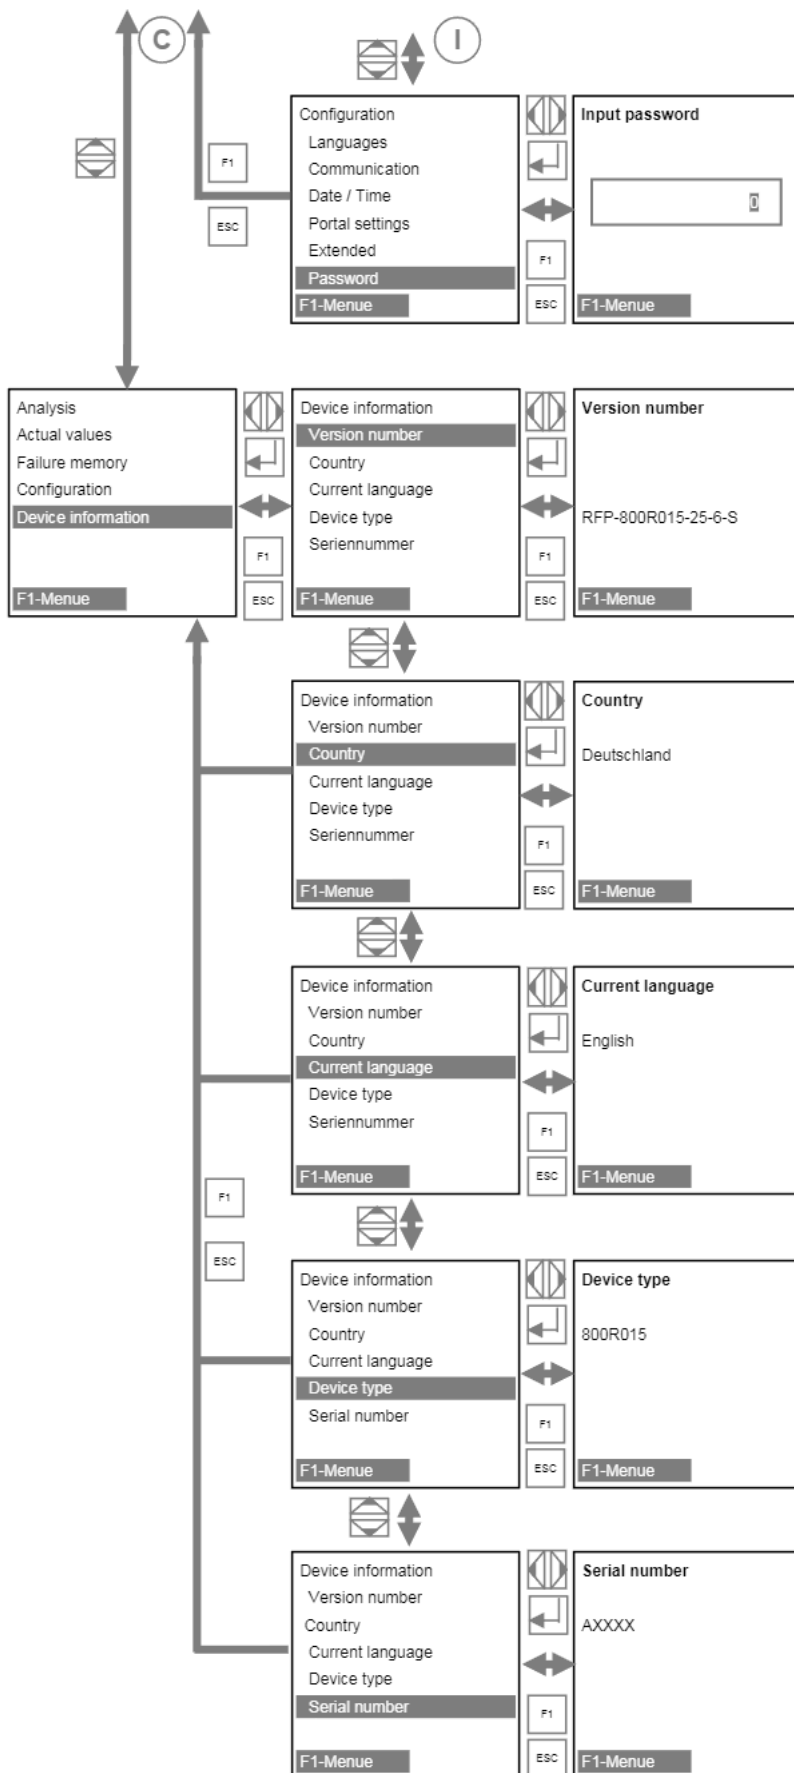 C
I
F1
ESC
Configuration
Languages
Communication
Date / Time
Portal settings
Extended
Password
F1-Menue
F1
ESC
Input password
0
F1-Menue
Analysis
Actual values
Failure memory
Configuration
Device information
F1-Menue
F1
ESC
Device information
Version number
Country
Current language
Device type
Seriennummer
F1-Menue
F1
ESC
Version number
RFP-800R015-25-6-S
F1-Menue
Device information
Version number
Country
Current language
Device type
Seriennummer
F1-Menue
F1
ESC
Country
Deutschland
F1-Menue
Device information
Version number
Country
Current language
Device type
Seriennummer
F1-Menue
F1
ESC
Current language
English
F1-Menue
F1
ESC
Device information
Version number
Country
Current language
Device type
Serial number
F1-Menue
F1
ESC
Device type
800R015
F1-Menue
Device information
Version number
Country
Current language
Device type
Serial number
F1-Menue
F1
ESC
Serial number
AXXXX
F1-Menue